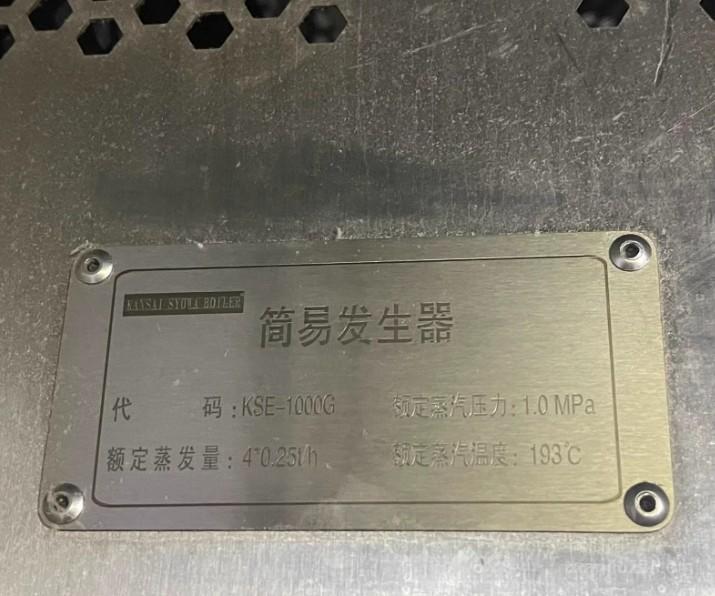 KANSAI SYOWA BOILER
简易发生器
代 码：KSE-1000G 额定蒸汽压力：1.0 MPa
额定蒸发量：4*0.25t/h 额定蒸汽温度：193℃